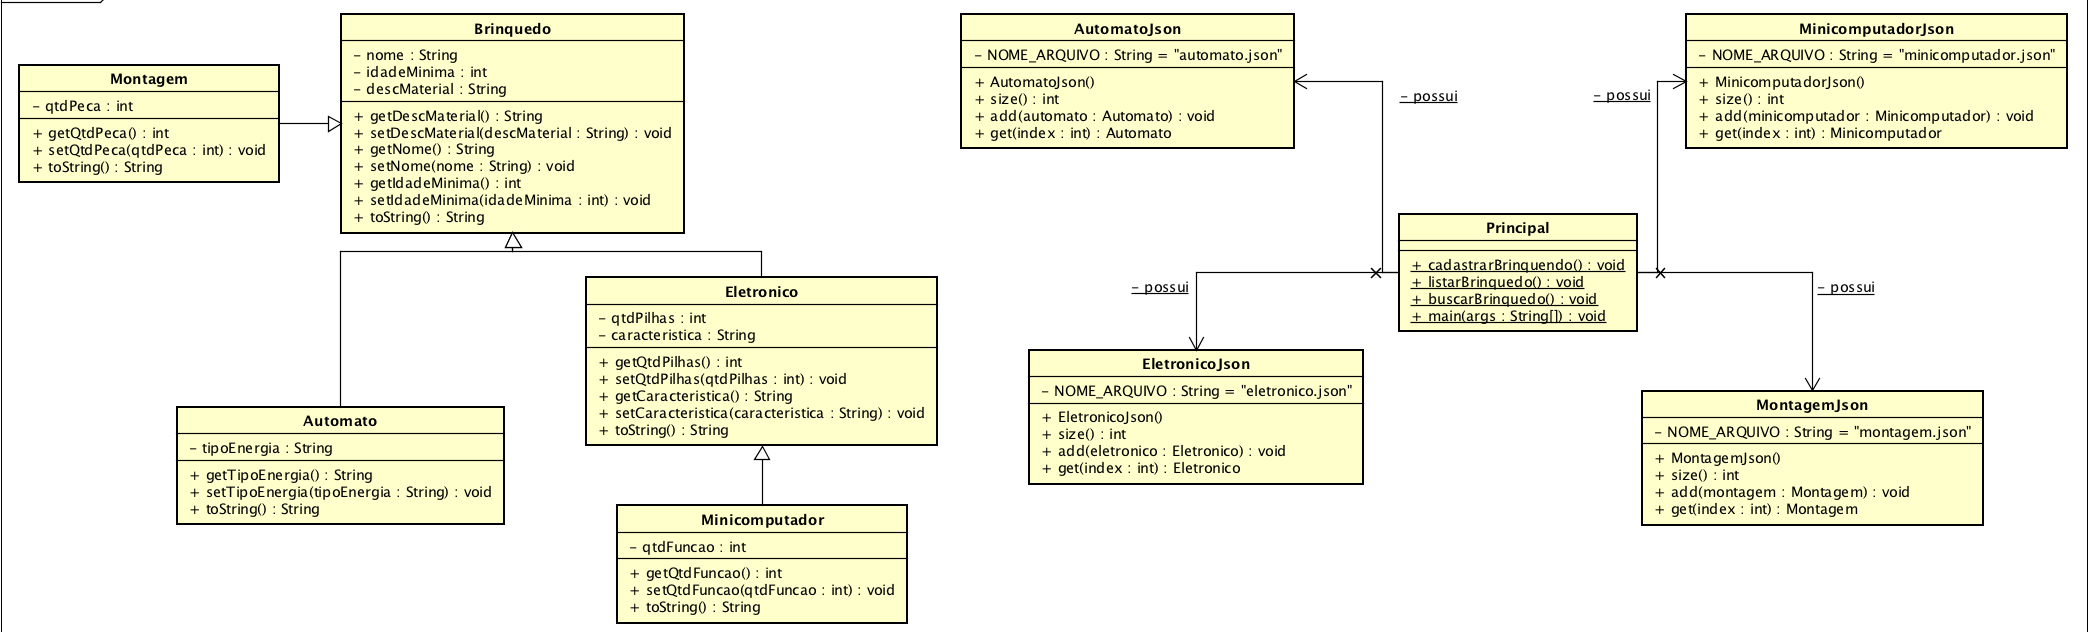 Montagem
– qtdPeca : int
+ getQtdPeca() : int
+ setQtdPeca(qtdPeca : int) : void
+ toString() : String
Brinquedo
– nome : String
– idadeMinima : int
– descMaterial : String
+ getDescMaterial() : String
+ setDescMaterial(descMaterial : String) : void
+ getNome() : String
+ setNome(nome : String) : void
+ getIdadeMinima() : int
+ setIdadeMinima(idadeMinima : int) : void
+ toString() : String
Automato
– tipoEnergia : String
+ getTipoEnergia() : String
+ setTipoEnergia(tipoEnergia : String) : void
+ toString() : String
Eletronico
– qtdPilhas : int
– caracteristica : String
+ getQtdPilhas() : int
+ setQtdPilhas(qtdPilhas : int) : void
+ getCaracteristica() : String
+ setCaracteristica(caracteristica : String) : void
+ toString() : String
Minicomputador
– qtdFuncao : int
+ getQtdFuncao() : int
+ setQtdFuncao(qtdFuncao : int) : void
+ toString() : String
AutomatoJson
– NOME_ARQUIVO : String = "automato.json"
+ AutomatoJson()
+ size() : int
+ add(automato : Automato) : void
+ get(index : int) : Automato
– possui
– possui
MinicomputadorJson
– NOME_ARQUIVO : String = "minicomputador.json"
+ MinicomputadorJson()
+ size() : int
+ add(minicomputador : Minicomputador) : void
+ get(index : int) : Minicomputador
Principal
+ cadastrarBrinquendo() : void
+ listarBrinquedo() : void
+ buscarBrinquedo() : void
+ main(args : String[]) : void
– possui
– possui
EletronicoJson
– NOME_ARQUIVO : String = "eletronico.json"
+ EletronicoJson()
+ size() : int
+ add(eletronico : Eletronico) : void
+ get(index : int) : Eletronico
MontagemJson
– NOME_ARQUIVO : String = "montagem.json"
+ MontagemJson()
+ size() : int
+ add(montagem : Montagem) : void
+ get(index : int) : Montagem